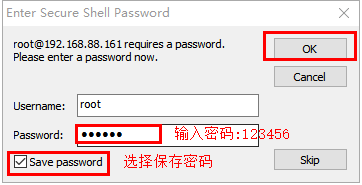 Enter Secure Shell Password
root@192.168.88.161 requires a password.
Please enter a password now.
OK
Cancel
Username: root
Password: •••••• 输入密码:123456
Save password 选择保存密码
Skip